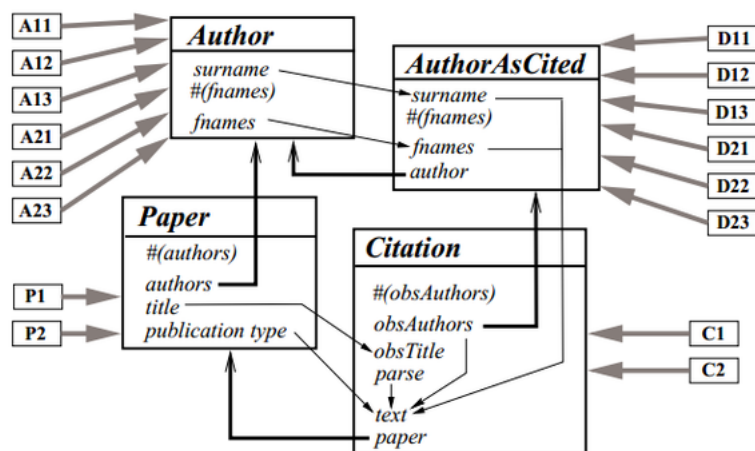 A11
A12
A13
A21
A22
A23
Author
surname
#(fnames)
fnames
AuthorAsCited
surname
#(fnames)
fnames
author
D11
D12
D13
D21
D22
D23
Paper
#(authors)
authors
title
publication type
P1
P2
Citation
#(obsAuthors)
obsAuthors
obsTitle
parse
text
paper
C1
C2